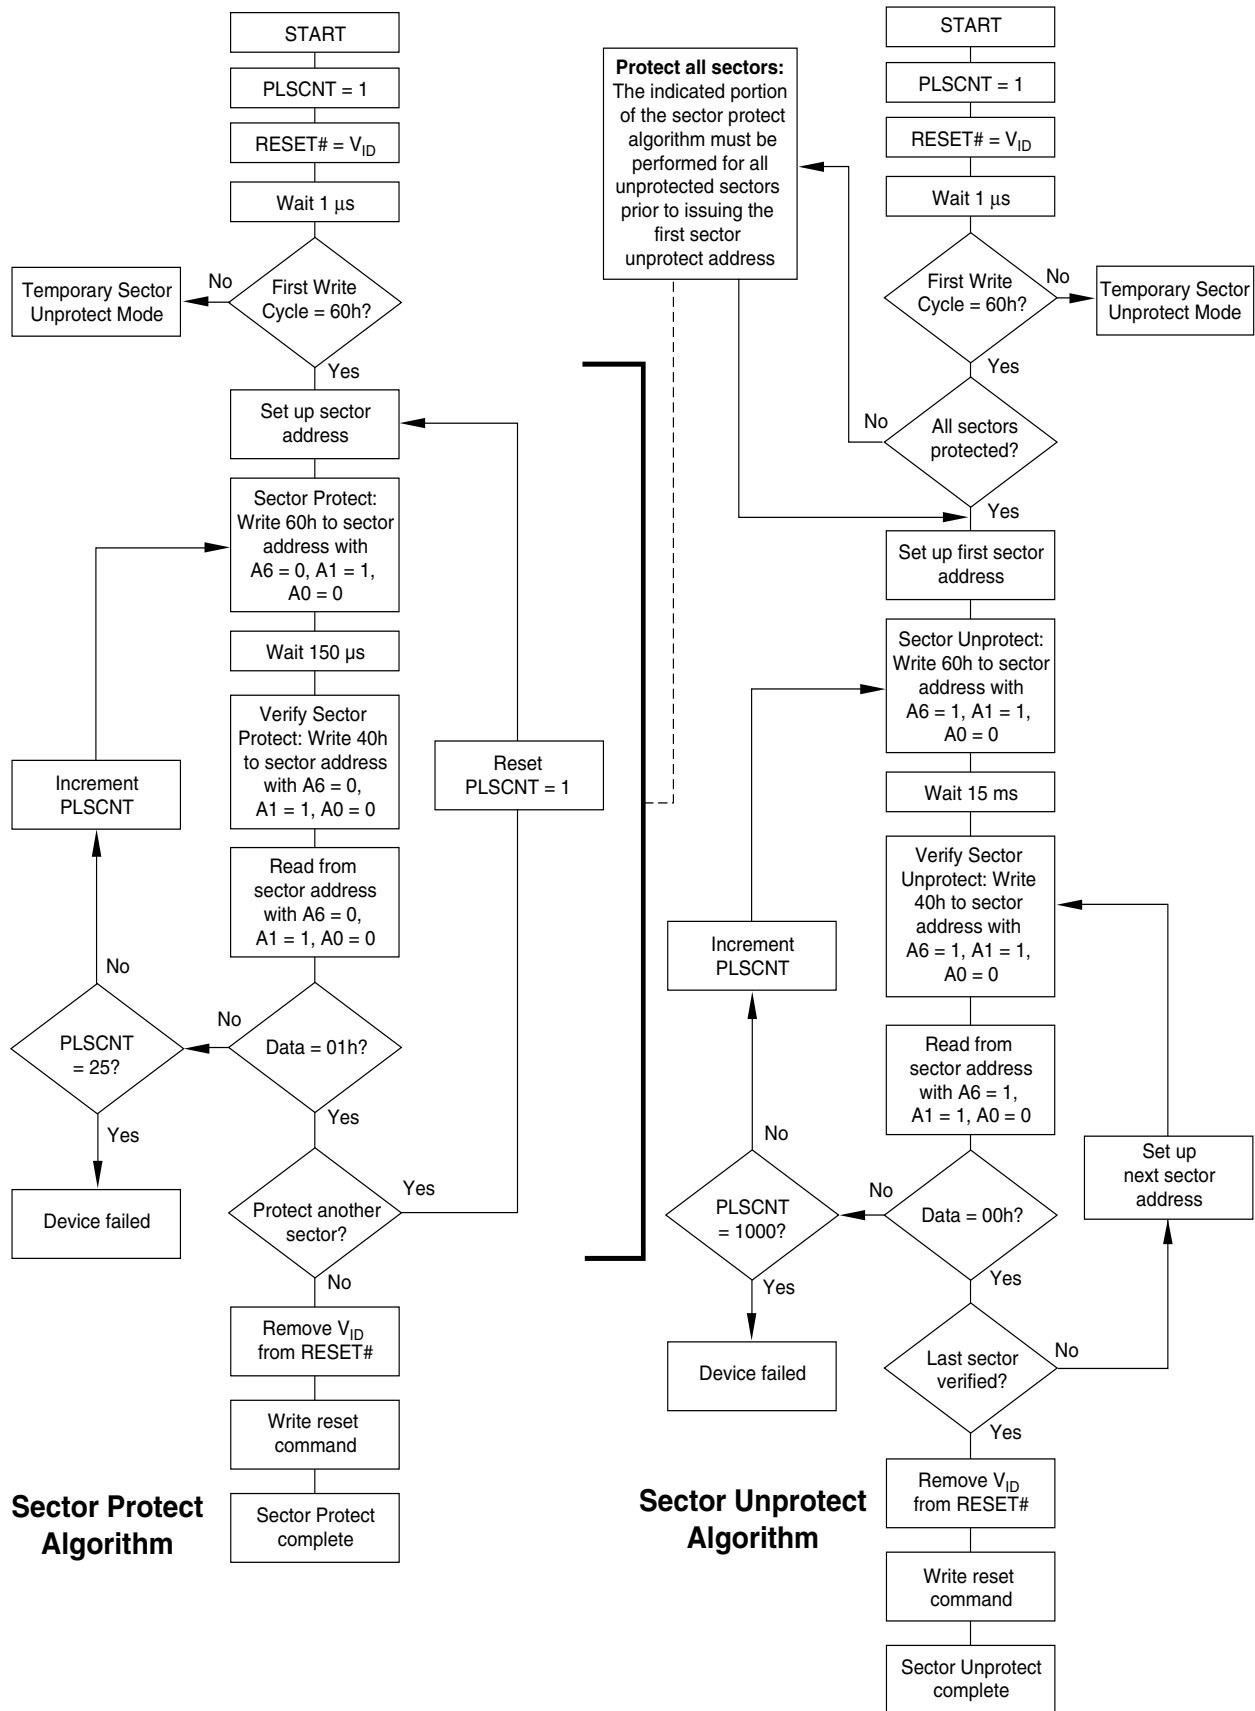 START
PLSCNT = 1
RESET# = VID
Wait 1 μs
First Write
Cycle = 60h?
No
Temporary Sector
Unprotect Mode
Yes
Set up sector
address
Sector Protect:
Write 60h to sector
address with
A6 = 0, A1 = 1,
A0 = 0
Wait 150 µs
Verify Sector
Protect: Write 40h
to sector address
with A6 = 0,
A1 = 1, A0 = 0
Read from
sector address
with A6 = 0,
A1 = 1, A0 = 0
Data = 01h?
No
PLSCNT
= 25?
No
Increment
PLSCNT
Yes
Device failed
Yes
Protect another
sector?
Yes
Reset
PLSCNT = 1
No
Remove VID
from RESET#
Write reset
command
Sector Protect
complete
Sector Protect
Algorithm
Protect all sectors:
The indicated portion
of the sector protect
algorithm must be
performed for all
unprotected sectors
prior to issuing the
first sector
unprotect address
START
PLSCNT = 1
RESET# = VID
Wait 1 μs
First Write
Cycle = 60h?
No
Temporary Sector
Unprotect Mode
Yes
All sectors
protected?
No
Yes
Set up first sector
address
Sector Unprotect:
Write 60h to sector
address with
A6 = 1, A1 = 1,
A0 = 0
Wait 15 ms
Verify Sector
Unprotect: Write
40h to sector
address with
A6 = 1, A1 = 1,
A0 = 0
Read from
sector address
with A6 = 1,
A1 = 1, A0 = 0
Data = 00h?
No
PLSCNT
= 1000?
No
Increment
PLSCNT
Yes
Device failed
Yes
Last sector
verified?
No
Set up
next sector
address
Yes
Remove VID
from RESET#
Write reset
command
Sector Unprotect
complete
Sector Unprotect
Algorithm